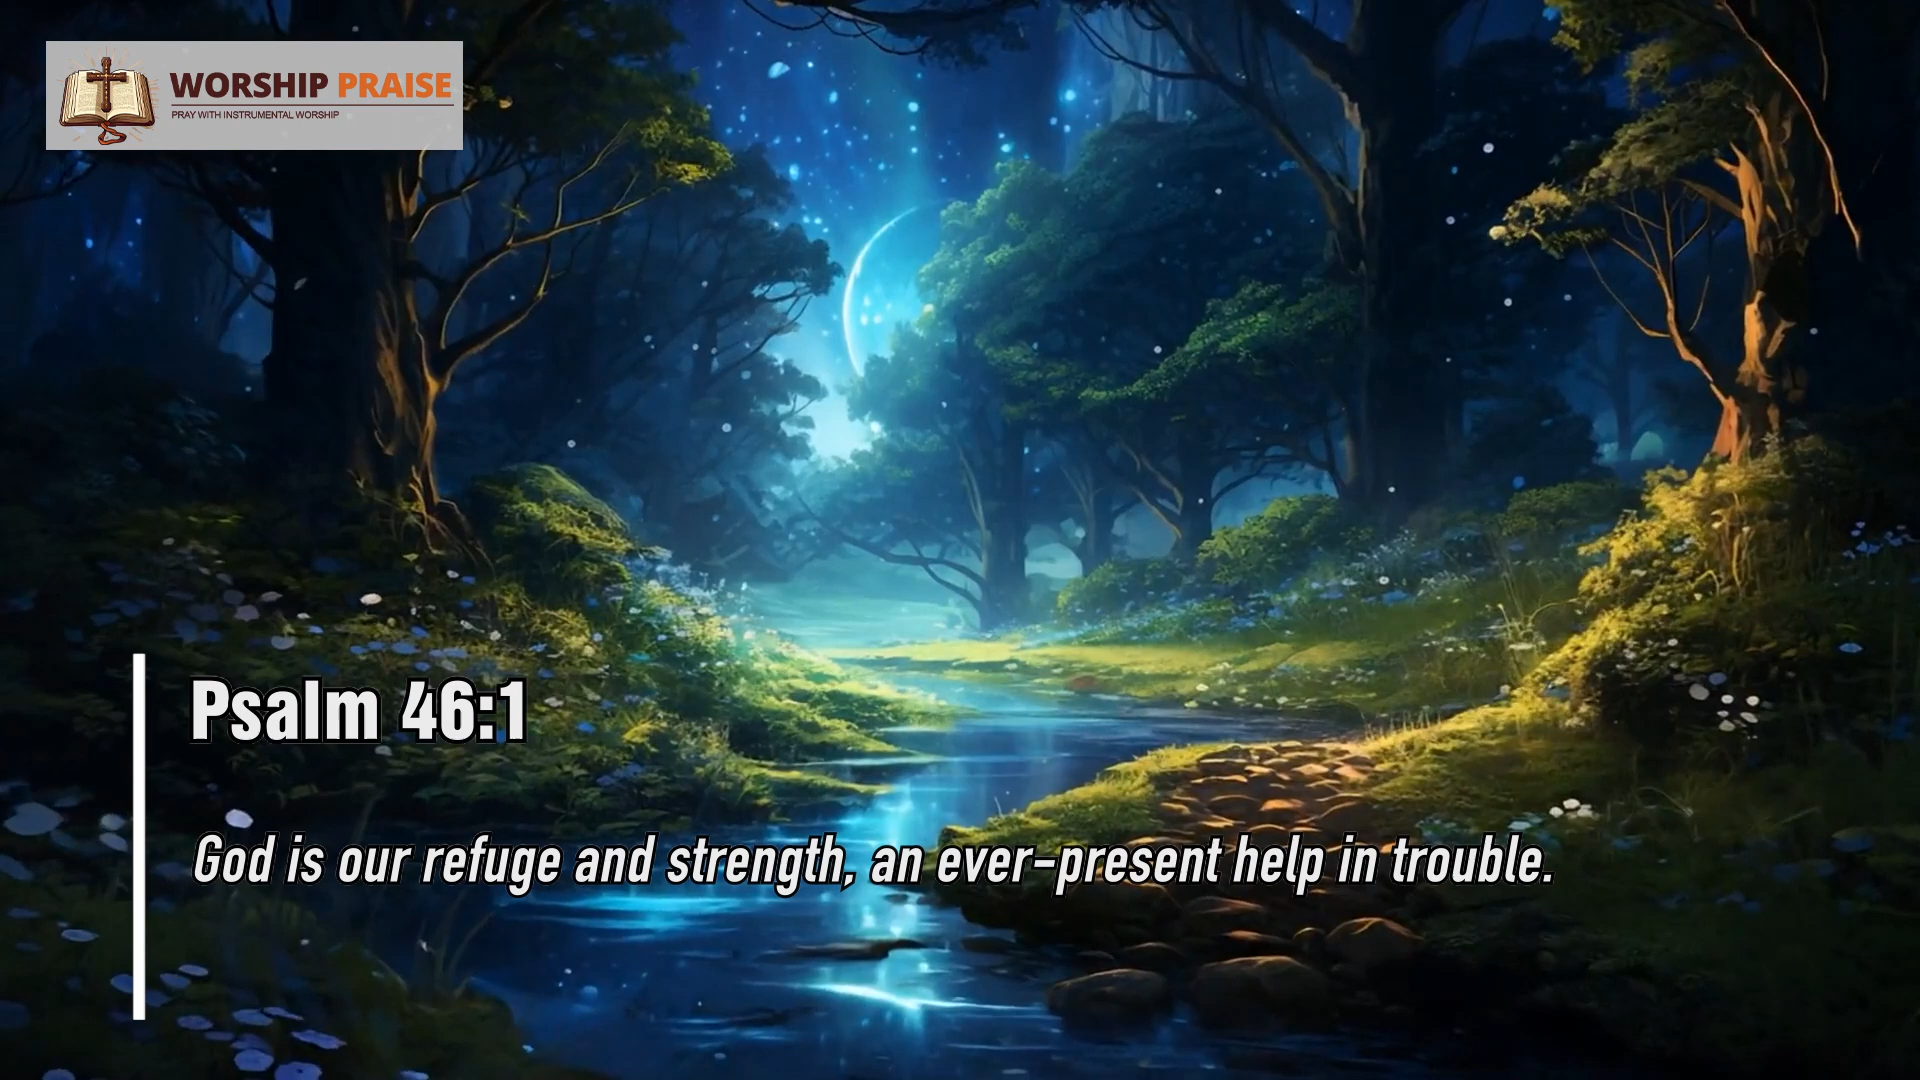 WORSHIP PRAISE
PRAY WITH INSTRUMENTAL WORSHIP
Psalm 46:1
God is our refuge and strength, an ever-present help in trouble.